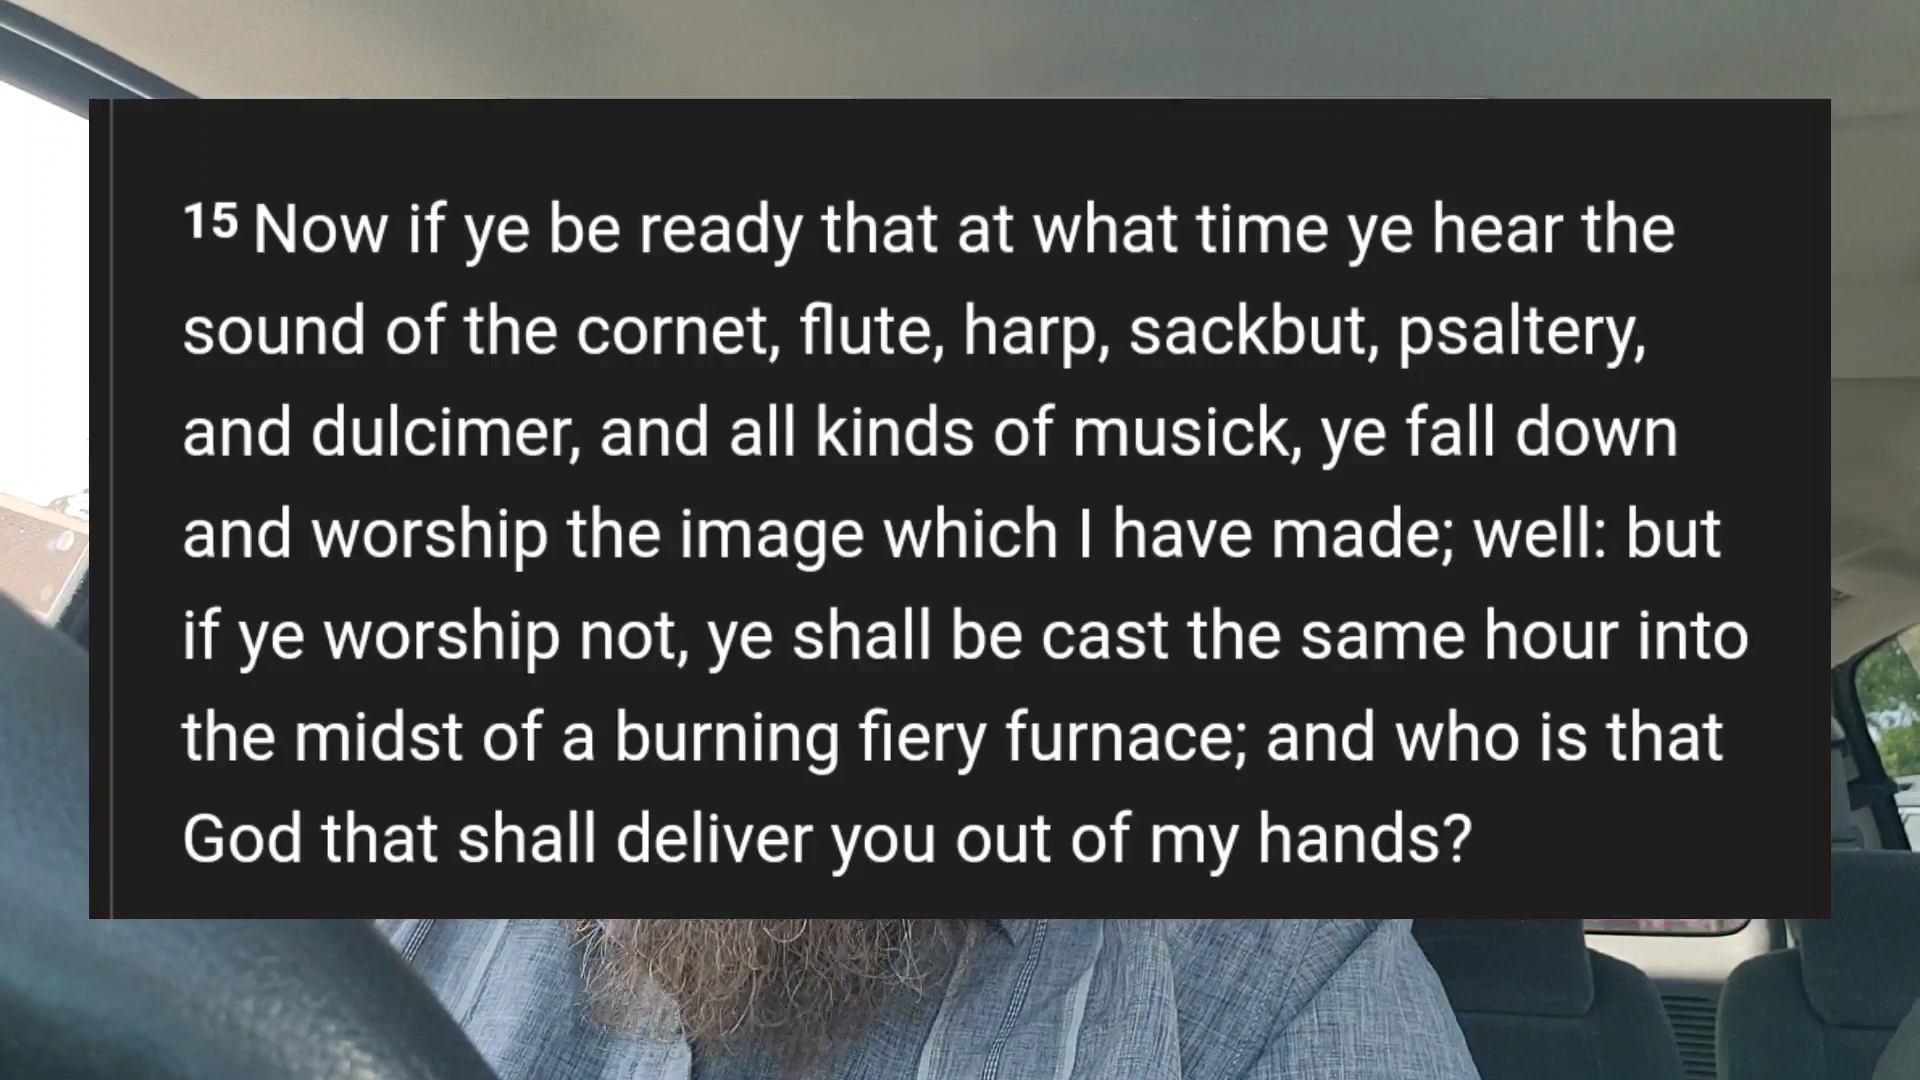 15 Now if ye be ready that at what time ye hear the
sound of the cornet, flute, harp, sackbut, psaltery,
and dulcimer, and all kinds of musick, ye fall down
and worship the image which I have made; well: but
if ye worship not, ye shall be cast the same hour into
the midst of a burning fiery furnace; and who is that
God that shall deliver you out of my hands?